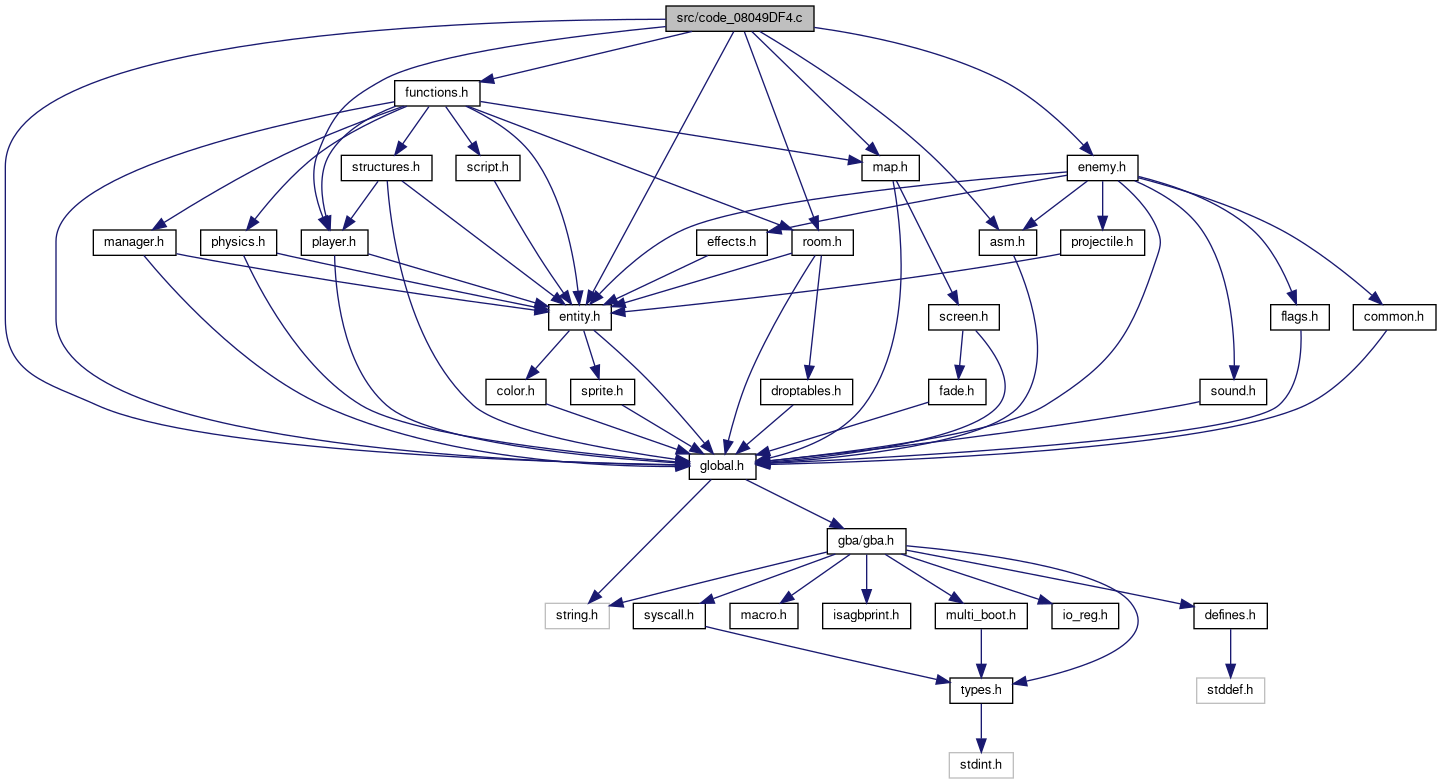 src/code_08049DF4.c
functions.h
structures.h
script.h
map.h
enemy.h
manager.h
physics.h
player.h
effects.h
room.h
asm.h
projectile.h
entity.h
screen.h
flags.h
common.h
color.h
sprite.h
droptables.h
fade.h
sound.h
global.h
gba/gba.h
string.h
syscall.h
macro.h
isagbprint.h
multi_boot.h
io_reg.h
defines.h
types.h
stddef.h
stdint.h